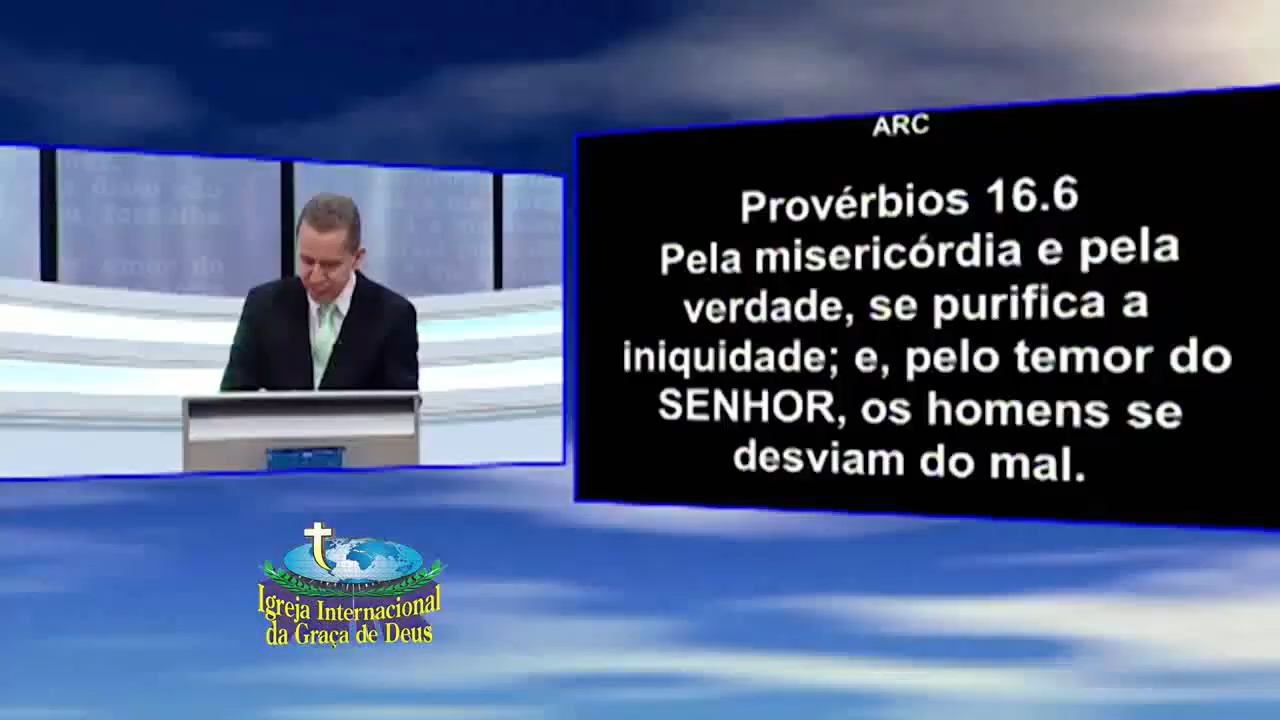 ARC
Provérbios 16.6
Pela misericórdia e pela
verdade, se purifica a
iniquidade; e, pelo temor do
SENHOR, os homens se
desviam do mal.
Igreja Internacional
da Graça de Deus